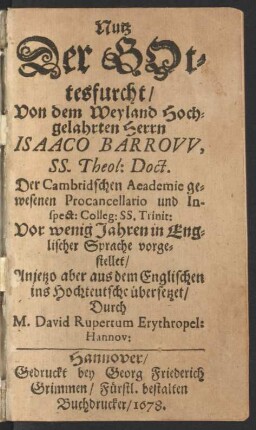 Nutz
Der GOt-
tesfurcht/
Von dem Weyland Hoch-
gelahrten Herrn
ISAACO BARROVV,
SS. Theol: Doct.
Der Cambridschen Academie ge-
wesenen Procancellario und In-
spect: Colleg: SS. Trinit:
Vor wenig Jahren in Eng-
lischer Sprache vorge-
stellet/
Anjetzo aber aus dem Englischen
ins Hochteutsche übersetzet/
Durch
M. David Rupertum Erythropel:
Hannov:
Hannover/
Gedruckt bey Georg Friederich
Grimmen/ Fürstl. bestalten
Buchdrucker/ 1678.